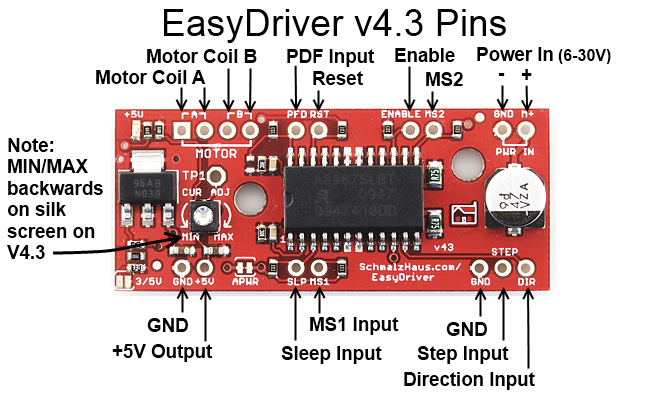 EasyDriver v4.3 Pins
Motor Coil B
PDF Input
Enable
Power In (6-30V)
Motor Coil A
Reset
MS2
- +
+5V
A
B
PFD RST
ENABLE MS2
GND M+
MOTOR
PWR IN
Note:
MIN/MAX
backwards
on silk
screen on
V4.3
TP1
CUR ADJ
MIN MAX
0947
v43
SchmalzHaus.com/
EasyDriver
STEP
3/5V
GND +5V
APWR
SLP MS1
GND
DIR
GND
+5V Output
MS1 Input
Sleep Input
GND
Step Input
Direction Input